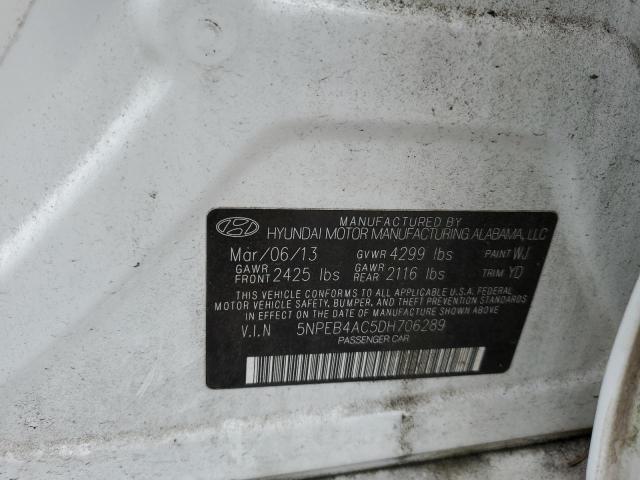 MANUFACTURED BY
HYUNDAI MOTOR MANUFACTURING ALABAMA, LLC
Mar/06/13 GVWR 4299 lbs PAINT WJ
GAWR FRONT 2425 lbs GAWR REAR 2116 lbs TRIM YD
THIS VEHICLE CONFORMS TO ALL APPLICABLE U.S.A. FEDERAL
MOTOR VEHICLE SAFETY, BUMPER, AND THEFT PREVENTION STANDARDS
IN EFFECT ON THE DATE OF MANUFACTURE SHOWN ABOVE
V.I.N 5NPEB4AC5DH706289
PASSENGER CAR